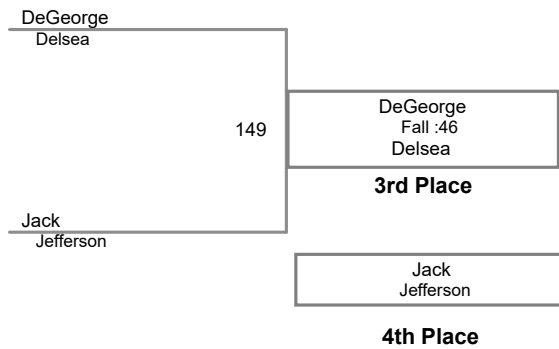 DeGeorge
Delsea
149
DeGeorge
Fall :46
Delsea
3rd Place
Jack
Jefferson
Jack
Jefferson
4th Place